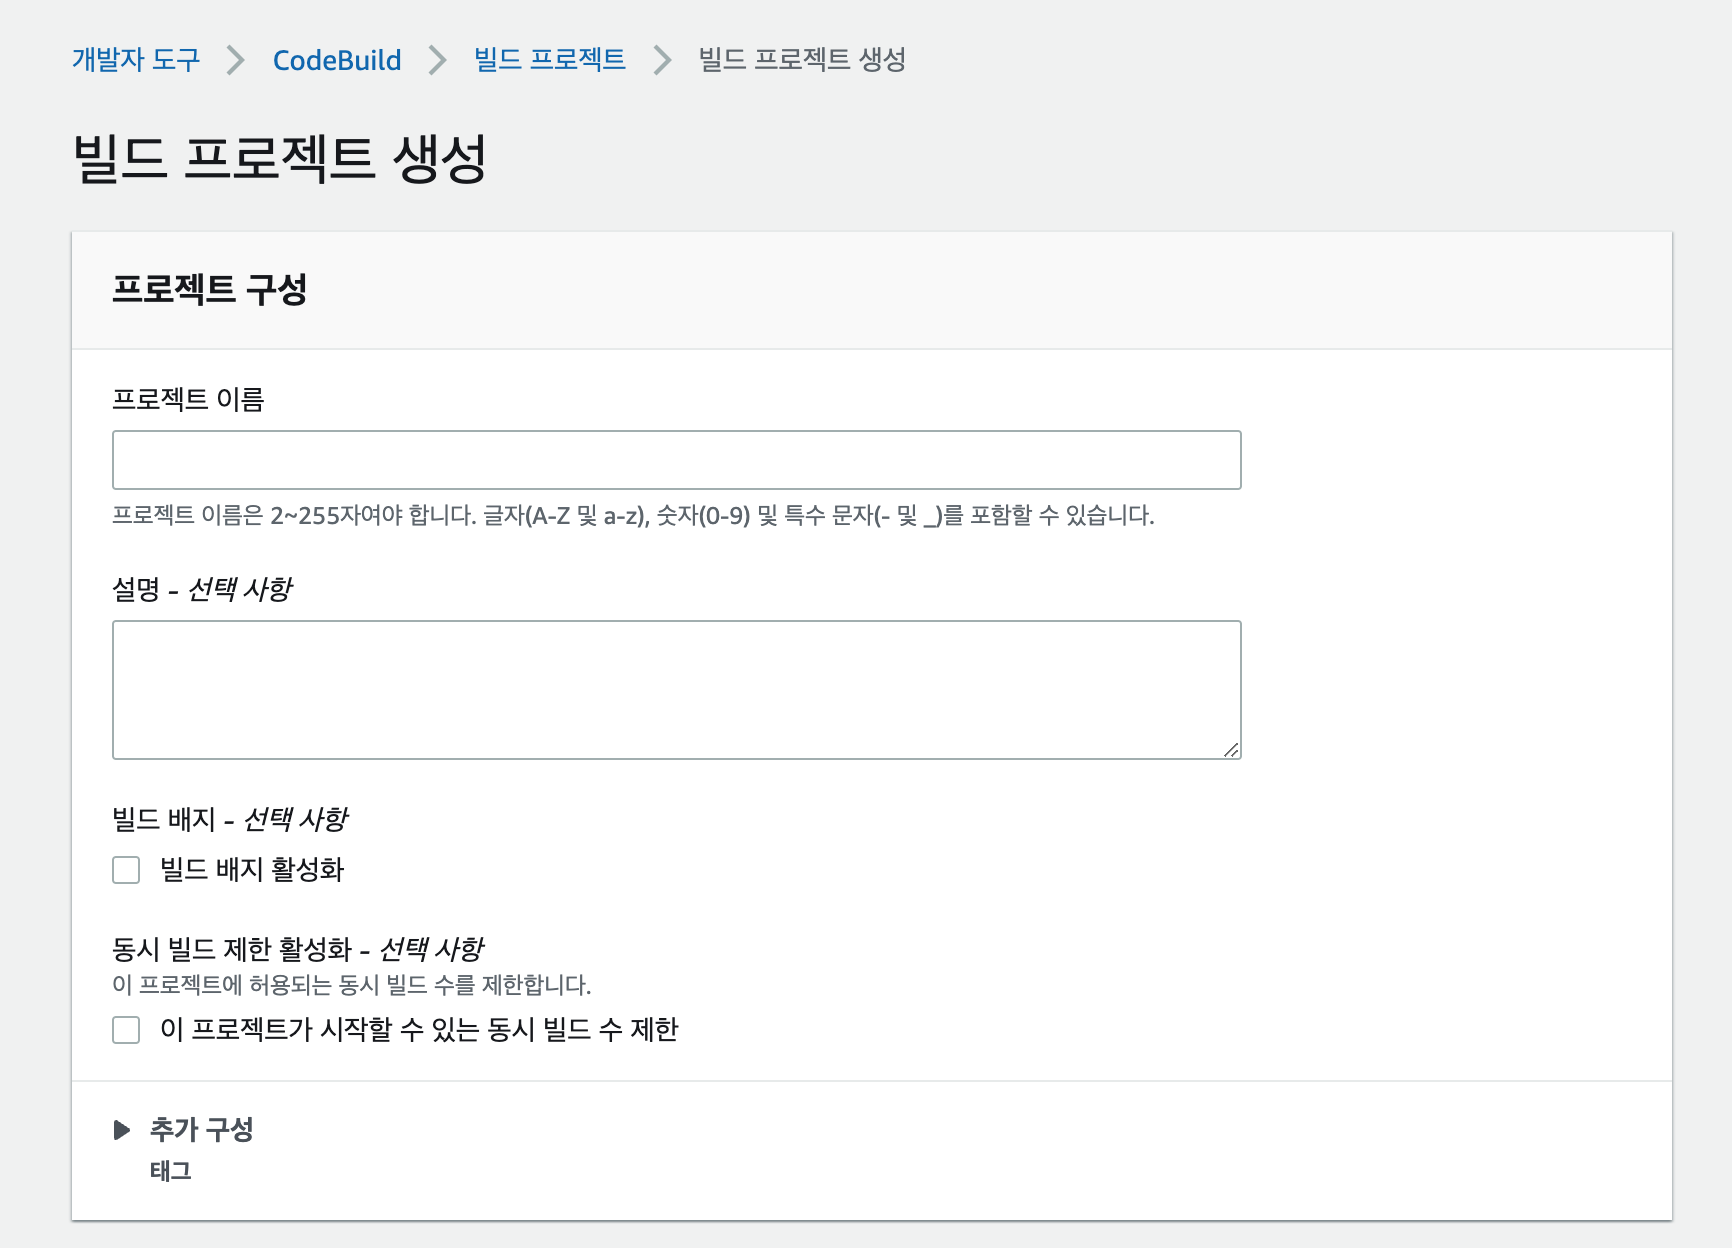 개발자 도구 > CodeBuild > 빌드 프로젝트 > 빌드 프로젝트 생성
빌드 프로젝트 생성
프로젝트 구성
프로젝트 이름
프로젝트 이름은 2~255자여야 합니다. 글자(A-Z 및 a-z), 숫자(0-9) 및 특수 문자(- 및 _)를 포함할 수 있습니다.
설명 - 선택 사항
빌드 배지 - 선택 사항
빌드 배지 활성화
동시 빌드 제한 활성화 - 선택 사항
이 프로젝트에 허용되는 동시 빌드 수를 제한합니다.
이 프로젝트가 시작할 수 있는 동시 빌드 수 제한
추가 구성
태그